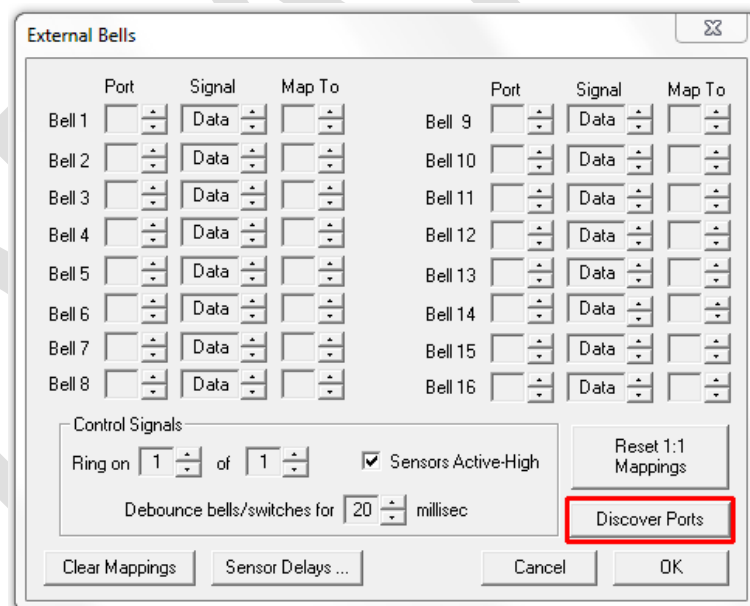 External Bells
Port Signal Map To Port Signal Map To
Bell 1 Data Bell 9 Data
Bell 2 Data Bell 10 Data
Bell 3 Data Bell 11 Data
Bell 4 Data Bell 12 Data
Bell 5 Data Bell 13 Data
Bell 6 Data Bell 14 Data
Bell 7 Data Bell 15 Data
Bell 8 Data Bell 16 Data
Control Signals
Ring on 1 of 1 Sensors Active-High
Debounce bells/switches for 20 millisec
Reset 1:1
Mappings
Discover Ports
Clear Mappings Sensor Delays ... Cancel OK